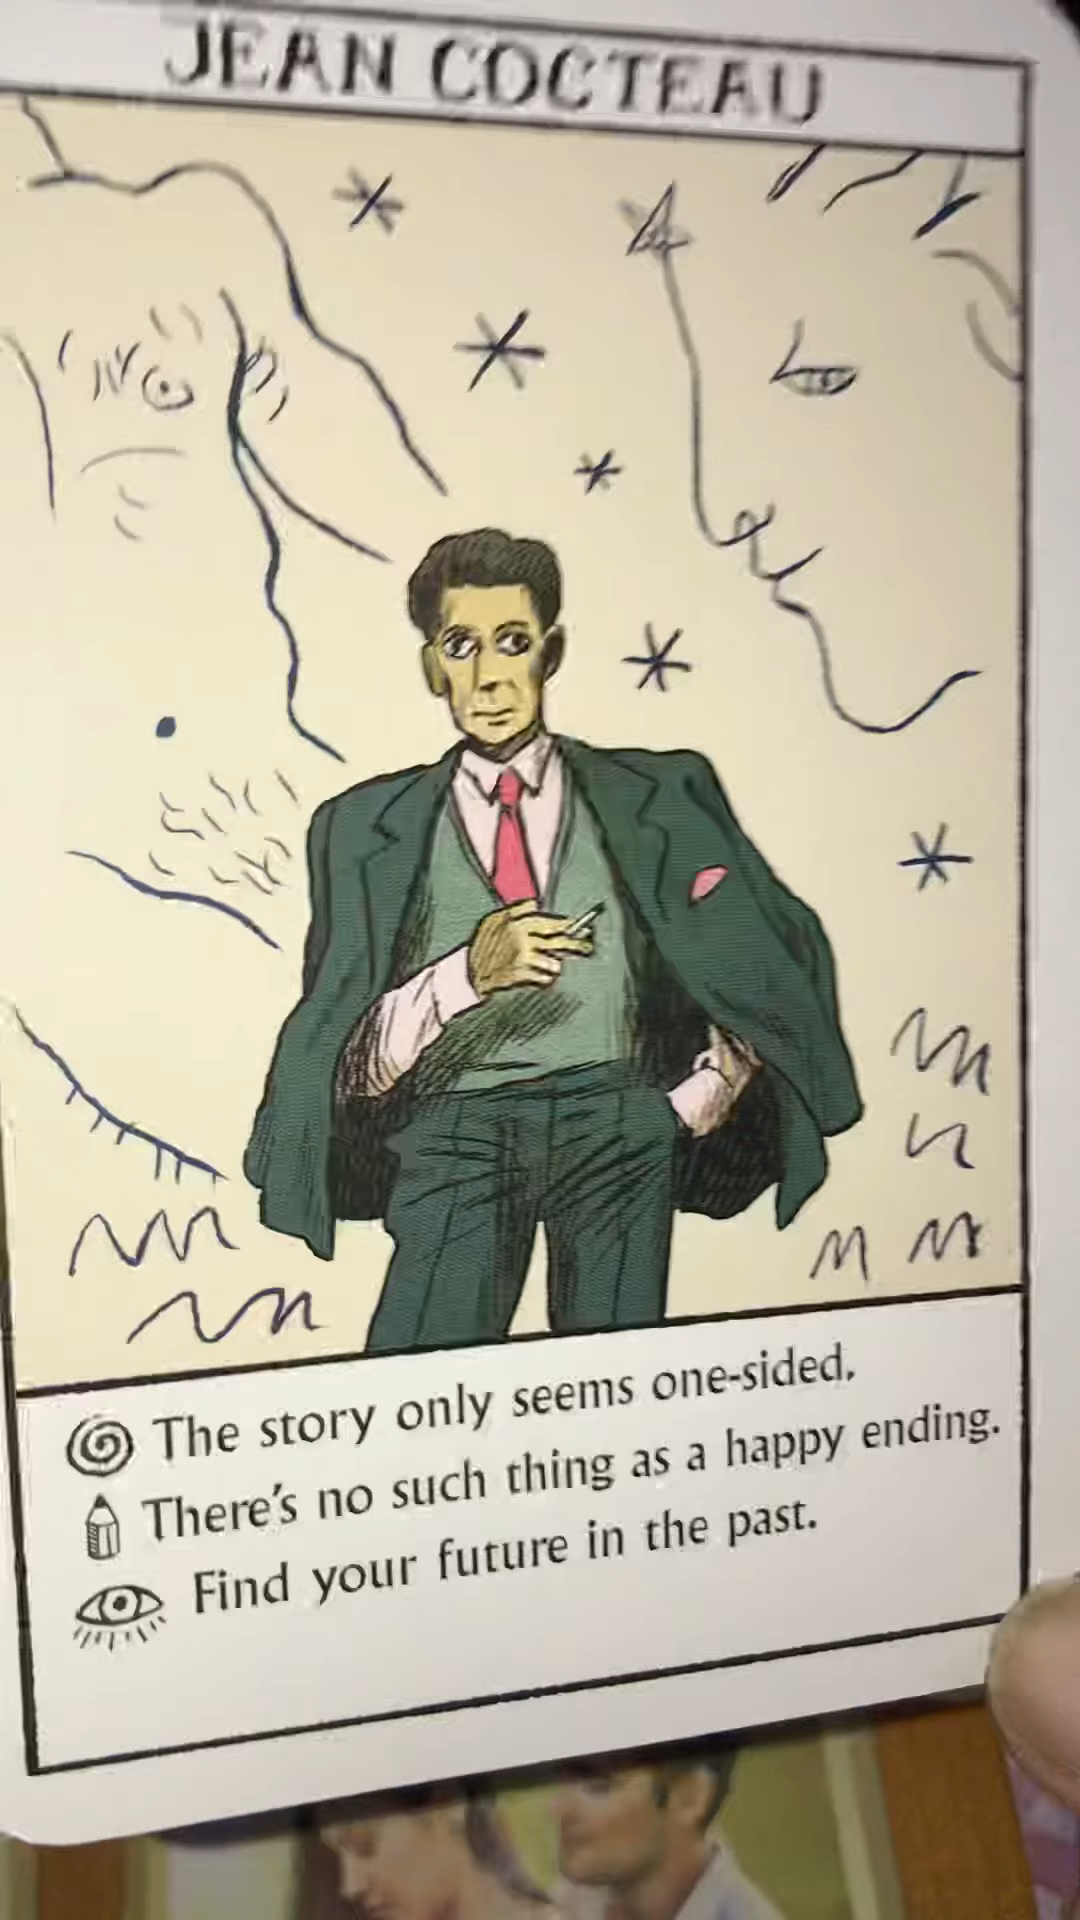 JEAN COCTEAU
The story only seems one-sided.
There's no such thing as a happy ending.
Find your future in the past.